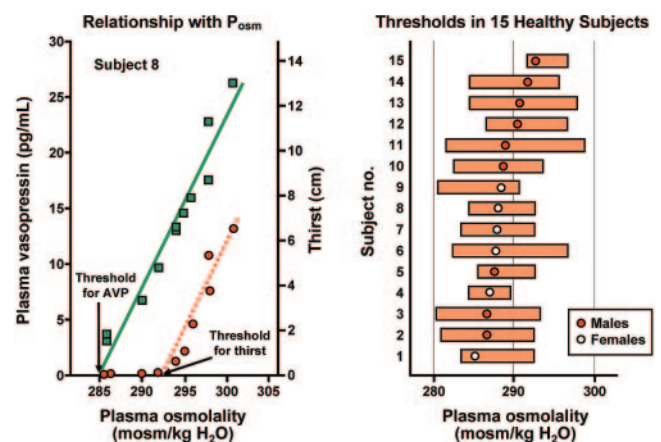 Relationship with Posm
Subject 8
Plasma vasopressin (pg/mL)
30
25
20
15
10
5
0
Thirst (cm)
14
12
10
8
6
4
2
0
Threshold
for AVP
Threshold
for thirst
285 290 295 300 305
Plasma osmolality
(mosm/kg H2O)
Thresholds in 15 Healthy Subjects
Subject no.
15
14
13
12
11
10
9
8
7
6
5
4
3
2
1
Males
Females
280 290 300
Plasma osmolality
(mosm/kg H2O)